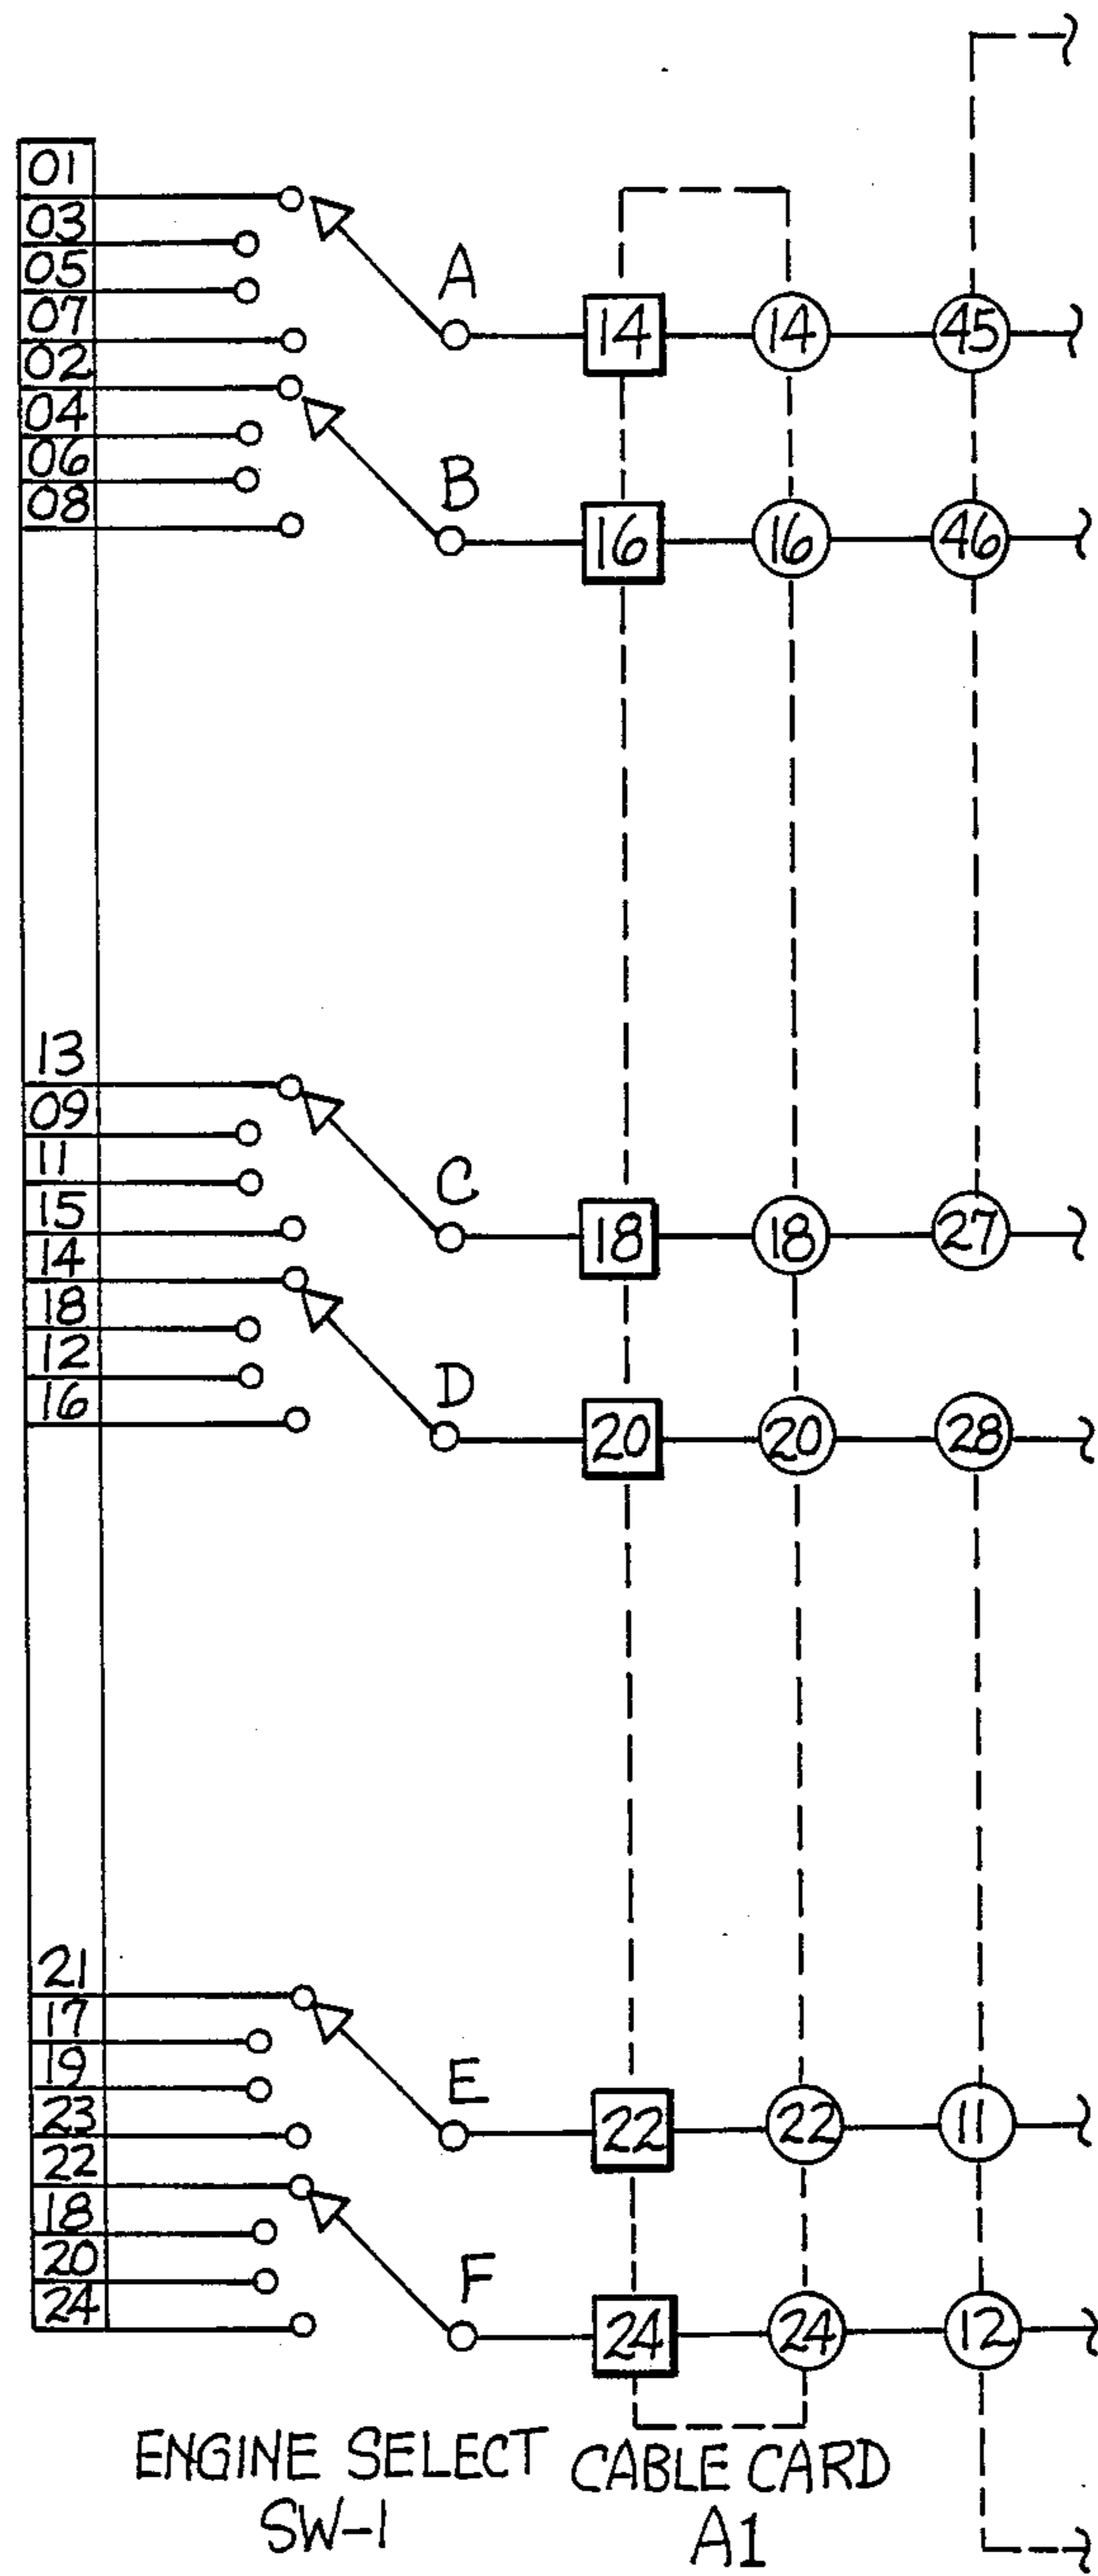 01
03
05
07
02
04
06
08
A
14 14 45
B
16 16 46
13
09
11
15
14
18
12
16
C
18 18 27
D
20 20 28
21
17
19
23
22
18
20
24
E
22 22 11
F
24 24 12
ENGINE SELECT
SW-1
CABLE CARD
A1